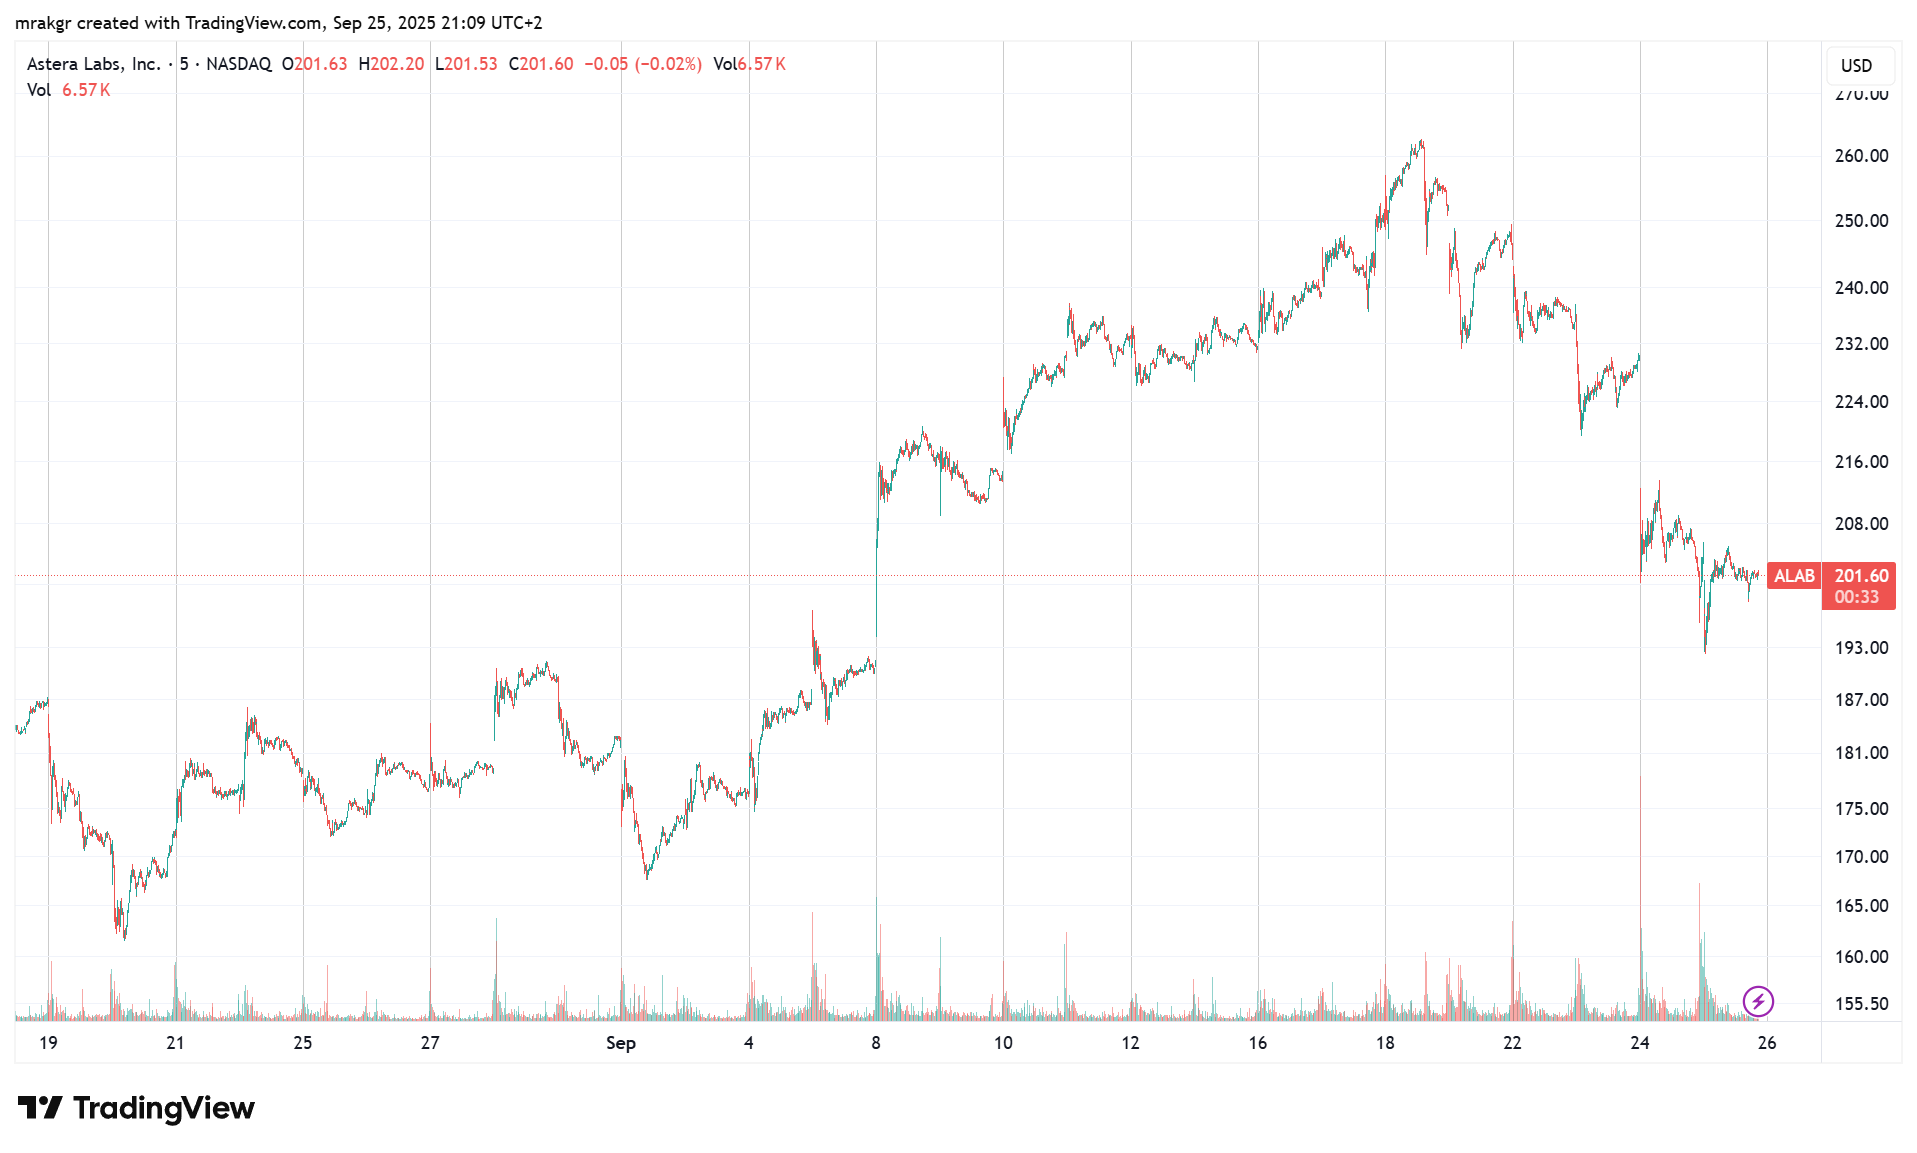 mrakgr created with TradingView.com, Sep 25, 2025 21:09 UTC+2
Astera Labs, Inc. · 5 · NASDAQ O201.63 H202.20 L201.53 C201.60 −0.05 (−0.02%) Vol6.57 K
Vol 6.57 K
USD
270.00
260.00
250.00
240.00
232.00
224.00
216.00
208.00
ALAB 201.60
00:33
193.00
187.00
181.00
175.00
170.00
165.00
160.00
155.50
19 21 25 27 Sep 4 8 10 12 16 18 22 24 26
TradingView